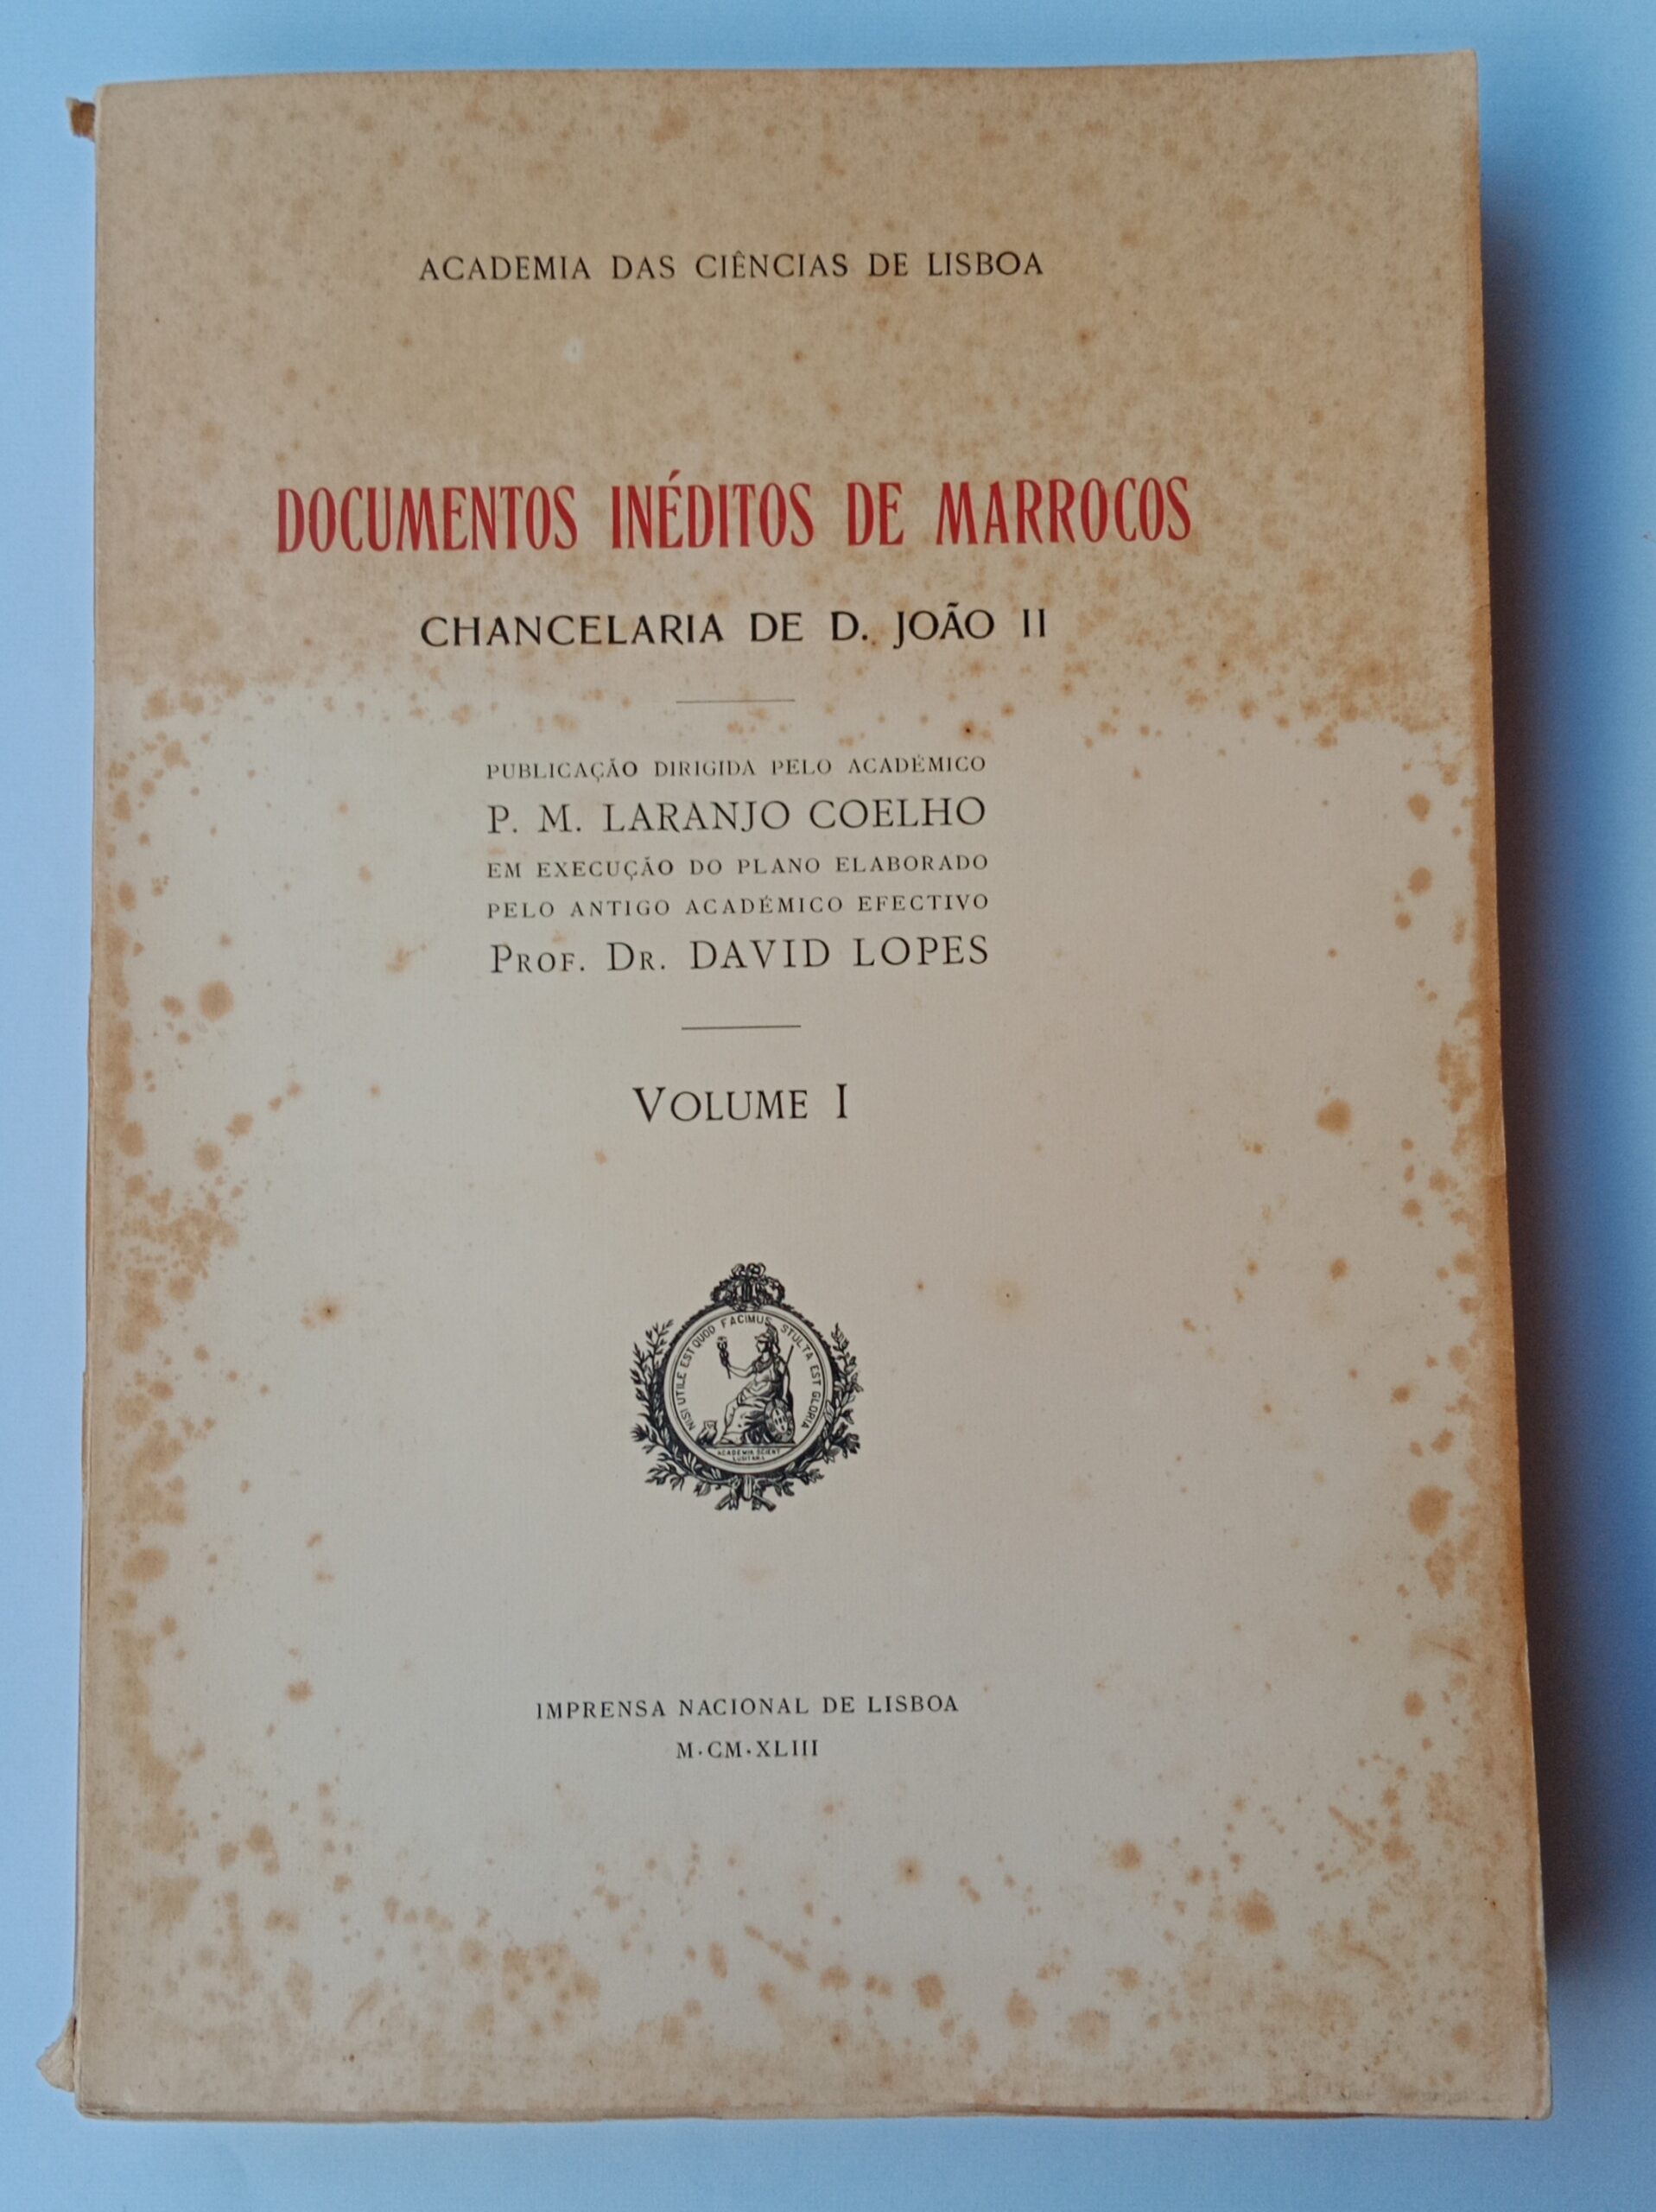 ACADEMIA DAS CIÊNCIAS DE LISBOA
DOCUMENTOS INÉDITOS DE MARROCOS
CHANCELARIA DE D. JOÃO II
PUBLICAÇÃO DIRIGIDA PELO ACADÉMICO
P. M. LARANJO COELHO
EM EXECUÇÃO DO PLANO ELABORADO
PELO ANTIGO ACADÉMICO EFECTIVO
PROF. DR. DAVID LOPES
VOLUME I
NISI UTILE EST QUOD FACIMUS STULTA EST GLORIA
ACADEMIA SCIENT
IMPRENSA NACIONAL DE LISBOA
M·CM·XLIII